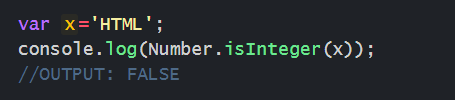 var x='HTML';
console.log(Number.isInteger(x));
//OUTPUT: FALSE